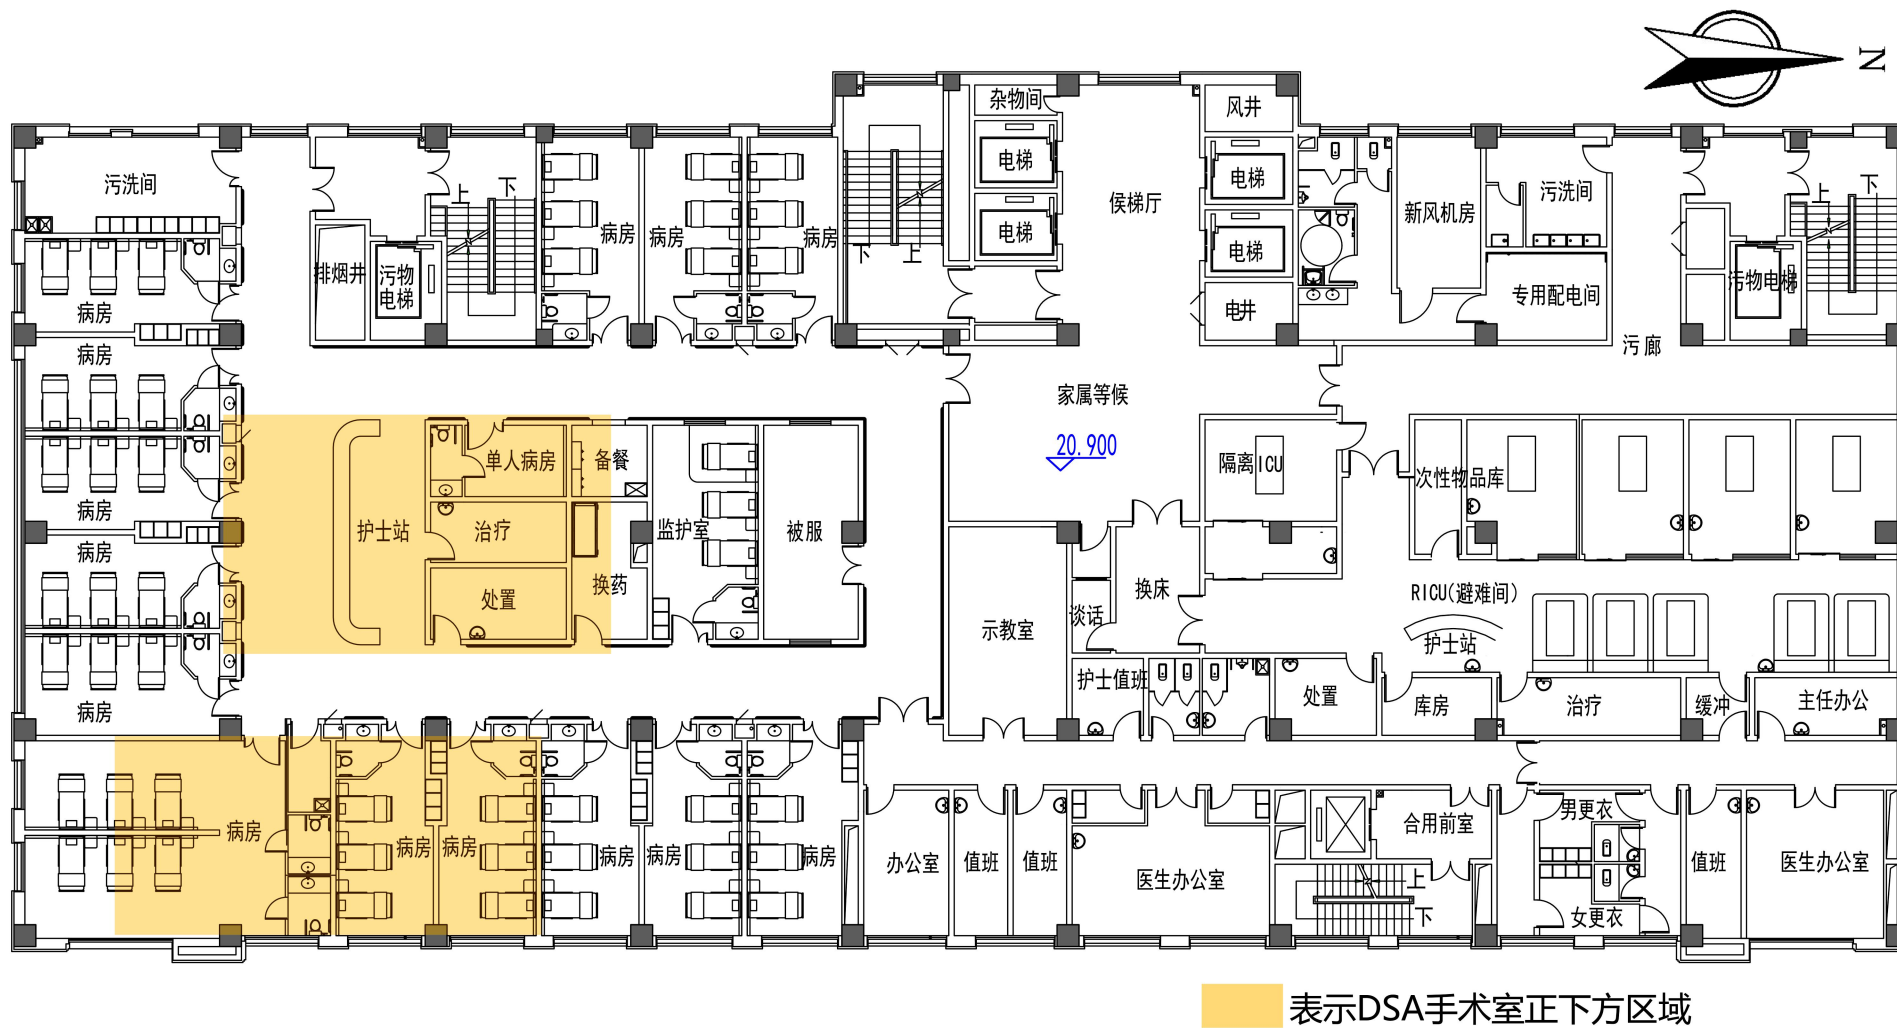 N
杂物间
风井
电梯
电梯
污洗间
上
下
病房
病房
病房
侯梯厅
新风机房
污洗间
上
下
电梯
电梯
下
上
排烟井
污物
电梯
病房
电井
专用配电间
污物电梯
病房
污廊
家属等候
20.900
单人病房
备餐
隔离ICU
次性物品库
病房
护士站
治疗
监护室
被服
病房
换药
处置
换床
谈话
示教室
RICU(避难间)
护士站
护士值班
处置
库房
治疗
缓冲
主任办公
病房
病房
病房
病房
病房
病房
病房
办公室
值班
值班
医生办公室
合用前室
上
下
男更衣
女更衣
值班
医生办公室
表示DSA手术室正下方区域